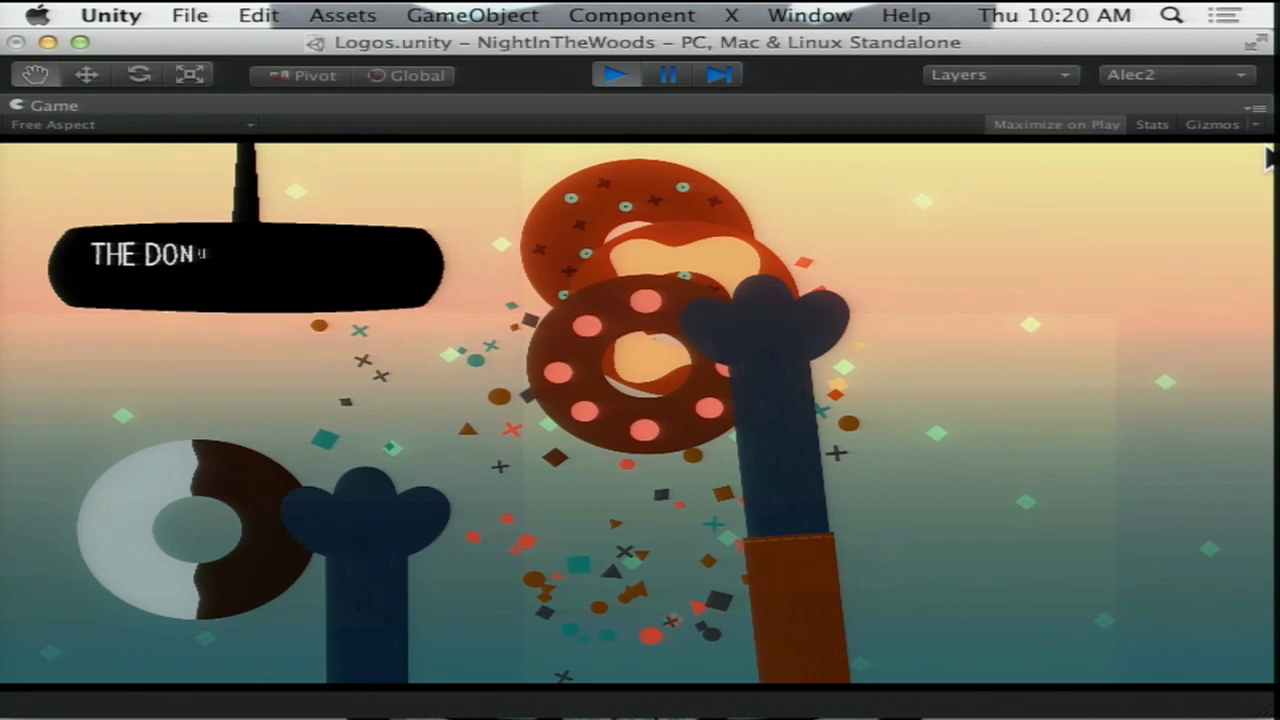 Unity File Edit Assets GameObject Component X Window Help Thu 10:20 AM
Logos.unity – NightInTheWoods – PC, Mac & Linux Standalone
Pivot Global Layers Alec2
Game
Free Aspect Maximize on Play Stats Gizmos
THE DONU